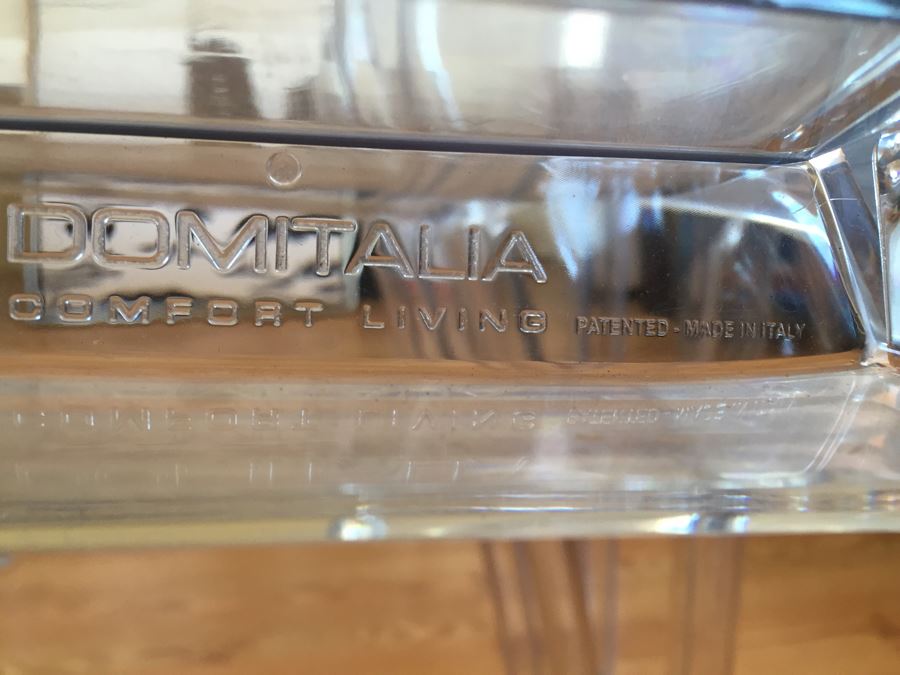 DOMITALIA
COMFORT LIVING
PATENTED - MADE IN ITALY